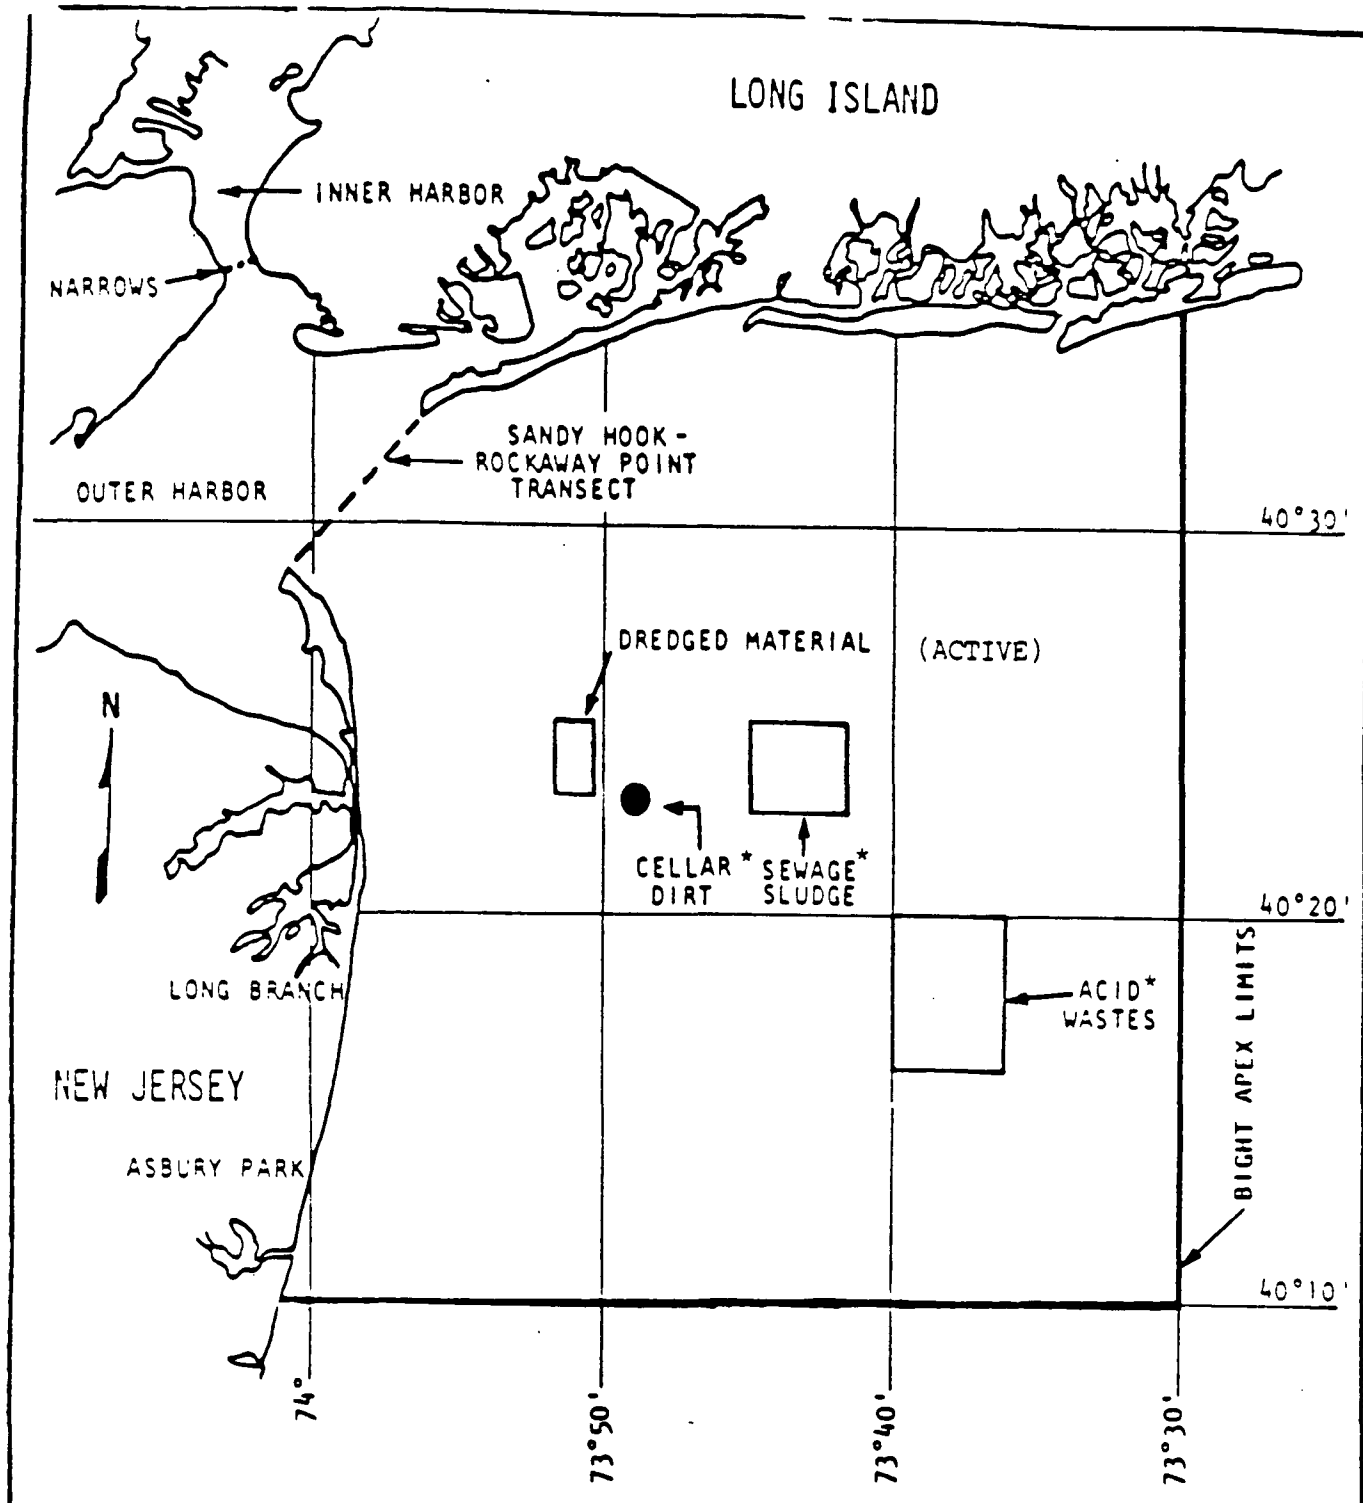 LONG ISLAND
INNER HARBOR
NARROWS
SANDY HOOK -
ROCKAWAY POINT
TRANSECT
OUTER HARBOR
40°30'
DREDGED MATERIAL (ACTIVE)
N
CELLAR * SEWAGE*
DIRT SLUDGE
40°20'
LONG BRANCH
ACID*
WASTES
BIGHT APEX LIMITS
NEW JERSEY
ASBURY PARK
40°10'
74°
73°50'
73°40'
73°30'